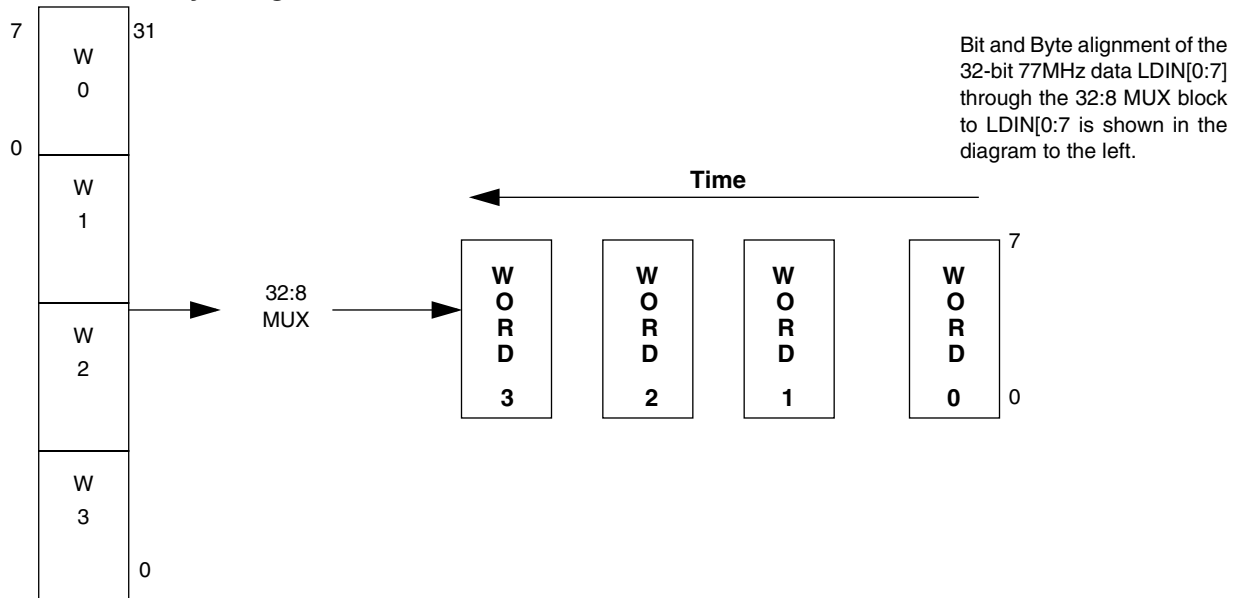 7
31
W
0
0
W
1
W
2
W
3
0
32:8
MUX
Time
W
O
R
D
3
W
O
R
D
2
W
O
R
D
1
W
O
R
D
0
7
0
Bit and Byte alignment of the
32-bit 77MHz data LDIN[0:7]
through the 32:8 MUX block
to LDIN[0:7 is shown in the
diagram to the left.